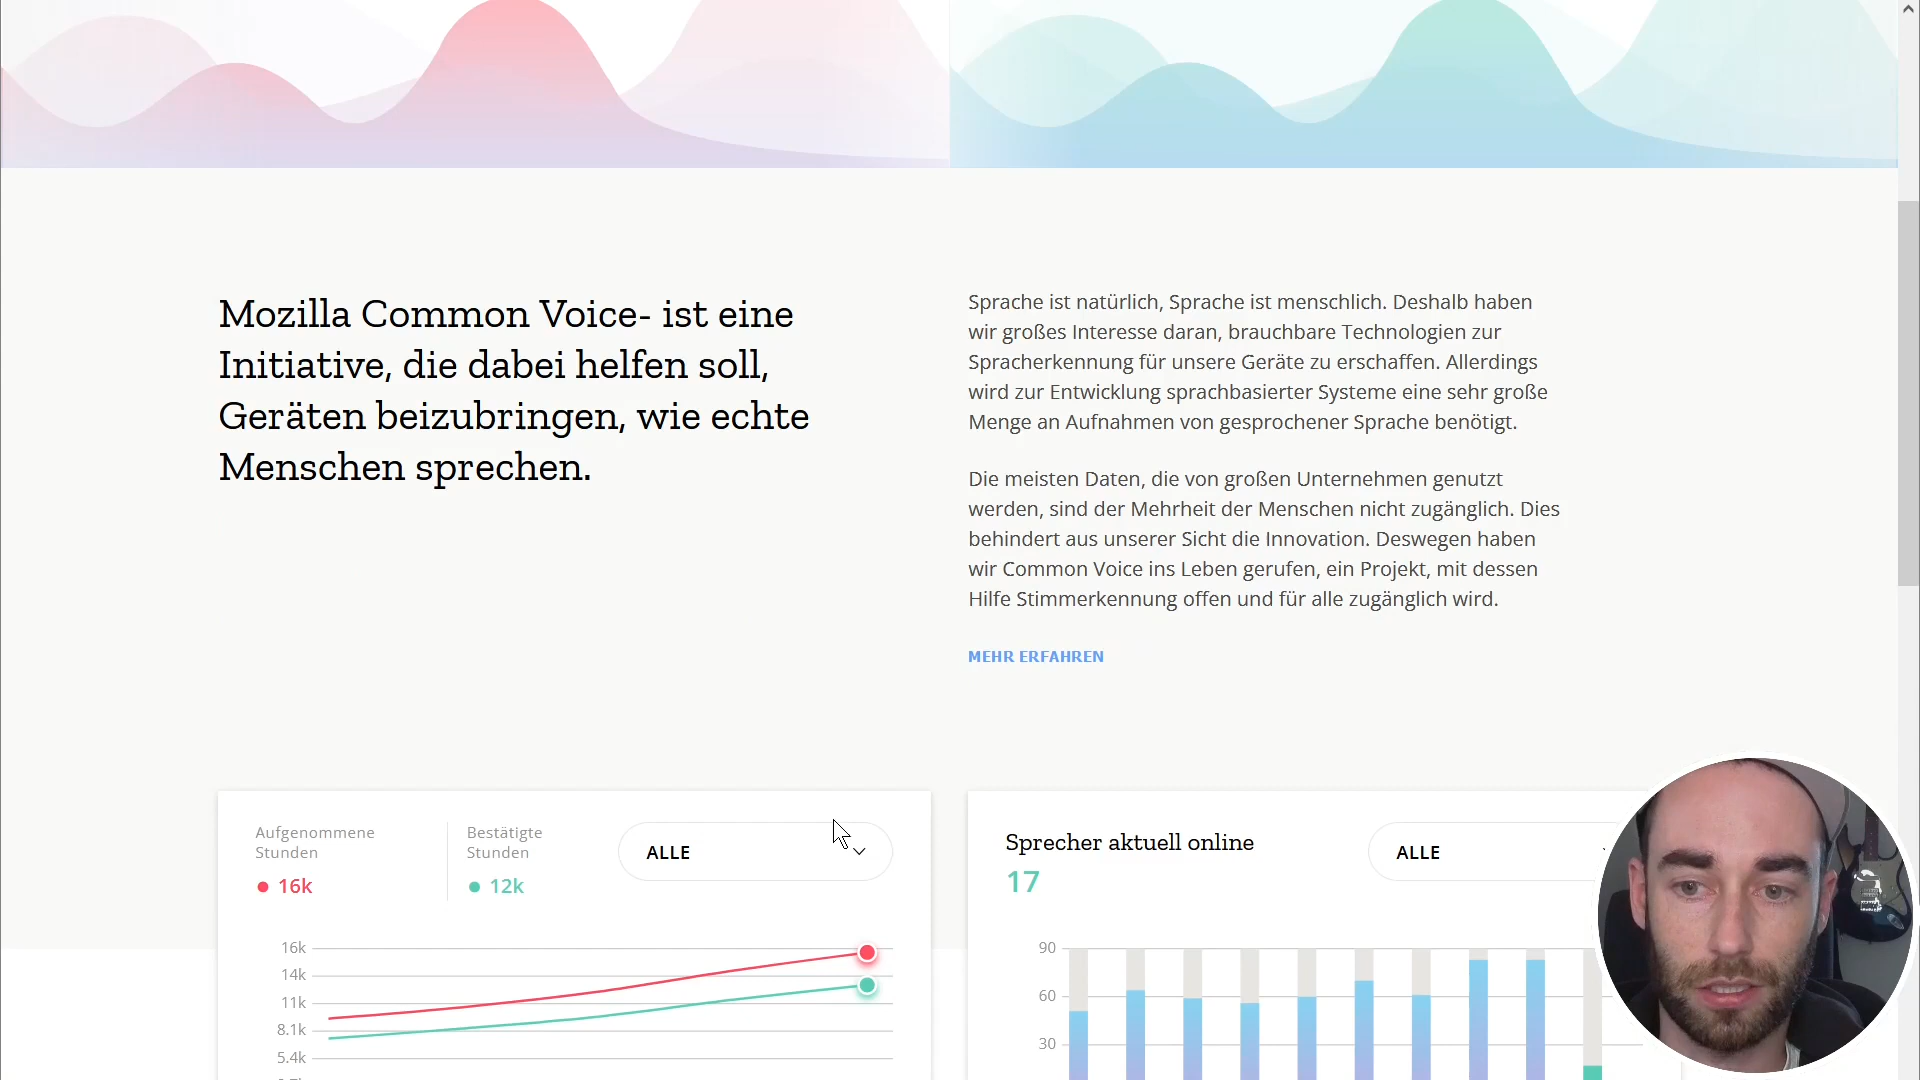 Mozilla Common Voice- ist eine
Initiative, die dabei helfen soll,
Geräten beizubringen, wie echte
Menschen sprechen.
Sprache ist natürlich, Sprache ist menschlich. Deshalb haben
wir großes Interesse daran, brauchbare Technologien zur
Spracherkennung für unsere Geräte zu erschaffen. Allerdings
wird zur Entwicklung sprachbasierter Systeme eine sehr große
Menge an Aufnahmen von gesprochener Sprache benötigt.
Die meisten Daten, die von großen Unternehmen genutzt
werden, sind der Mehrheit der Menschen nicht zugänglich. Dies
behindert aus unserer Sicht die Innovation. Deswegen haben
wir Common Voice ins Leben gerufen, ein Projekt, mit dessen
Hilfe Stimmerkennung offen und für alle zugänglich wird.
MEHR ERFAHREN
Aufgenommene
Stunden
16k
Bestätigte
Stunden
12k
ALLE
16k
14k
11k
8.1k
5.4k
Sprecher aktuell online
17
ALLE
90
60
30